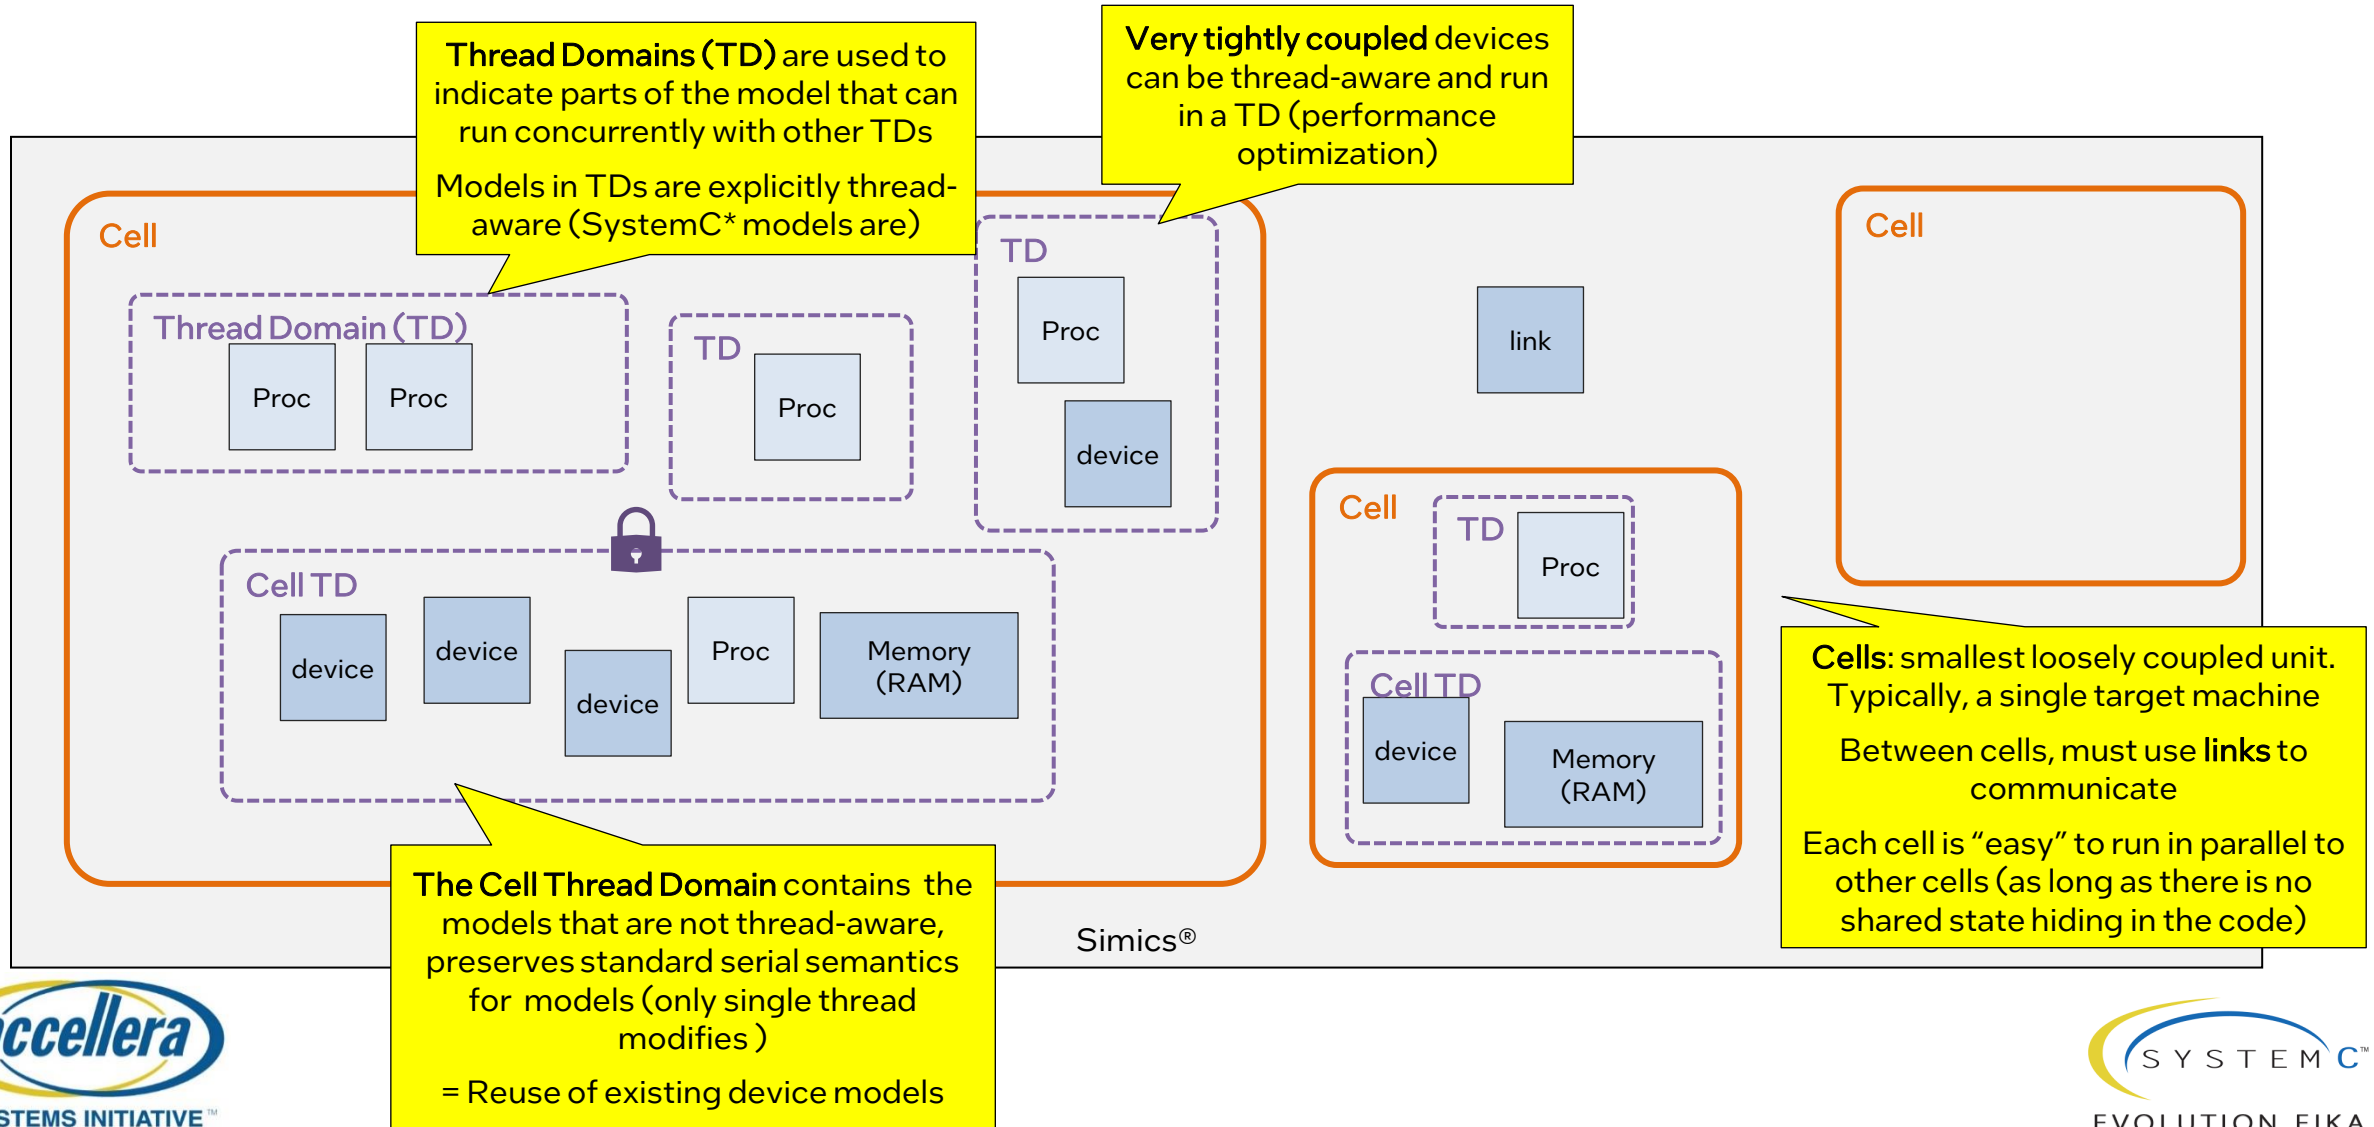 Thread Domains (TD) are used to
indicate parts of the model that can
run concurrently with other TDs
Models in TDs are explicitly thread-
aware (SystemC* models are)
Very tightly coupled devices
can be thread-aware and run
in a TD (performance
optimization)
Cell
Thread Domain (TD)
Proc
Proc
TD
Proc
TD
Proc
device
Cell TD
device
device
device
Proc
Memory
(RAM)
link
Cell
TD
Proc
Cell TD
device
Memory
(RAM)
Cell
Cells: smallest loosely coupled unit.
Typically, a single target machine
Between cells, must use links to
communicate
Each cell is “easy” to run in parallel to
other cells (as long as there is no
shared state hiding in the code)
The Cell Thread Domain contains the
models that are not thread-aware,
preserves standard serial semantics
for models (only single thread
modifies )
= Reuse of existing device models
Simics®
accellera
STEMS INITIATIVE™
SYSTEM C™
EVOLUTION FIKA